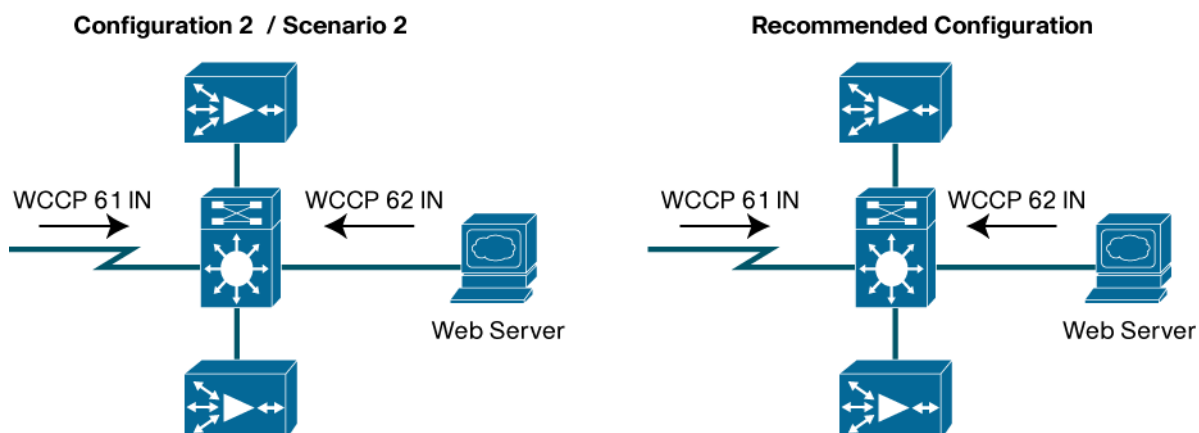 Configuration 2 / Scenario 2
Recommended Configuration
WCCP 61 IN
WCCP 62 IN
WCCP 61 IN
WCCP 62 IN
Web Server
Web Server